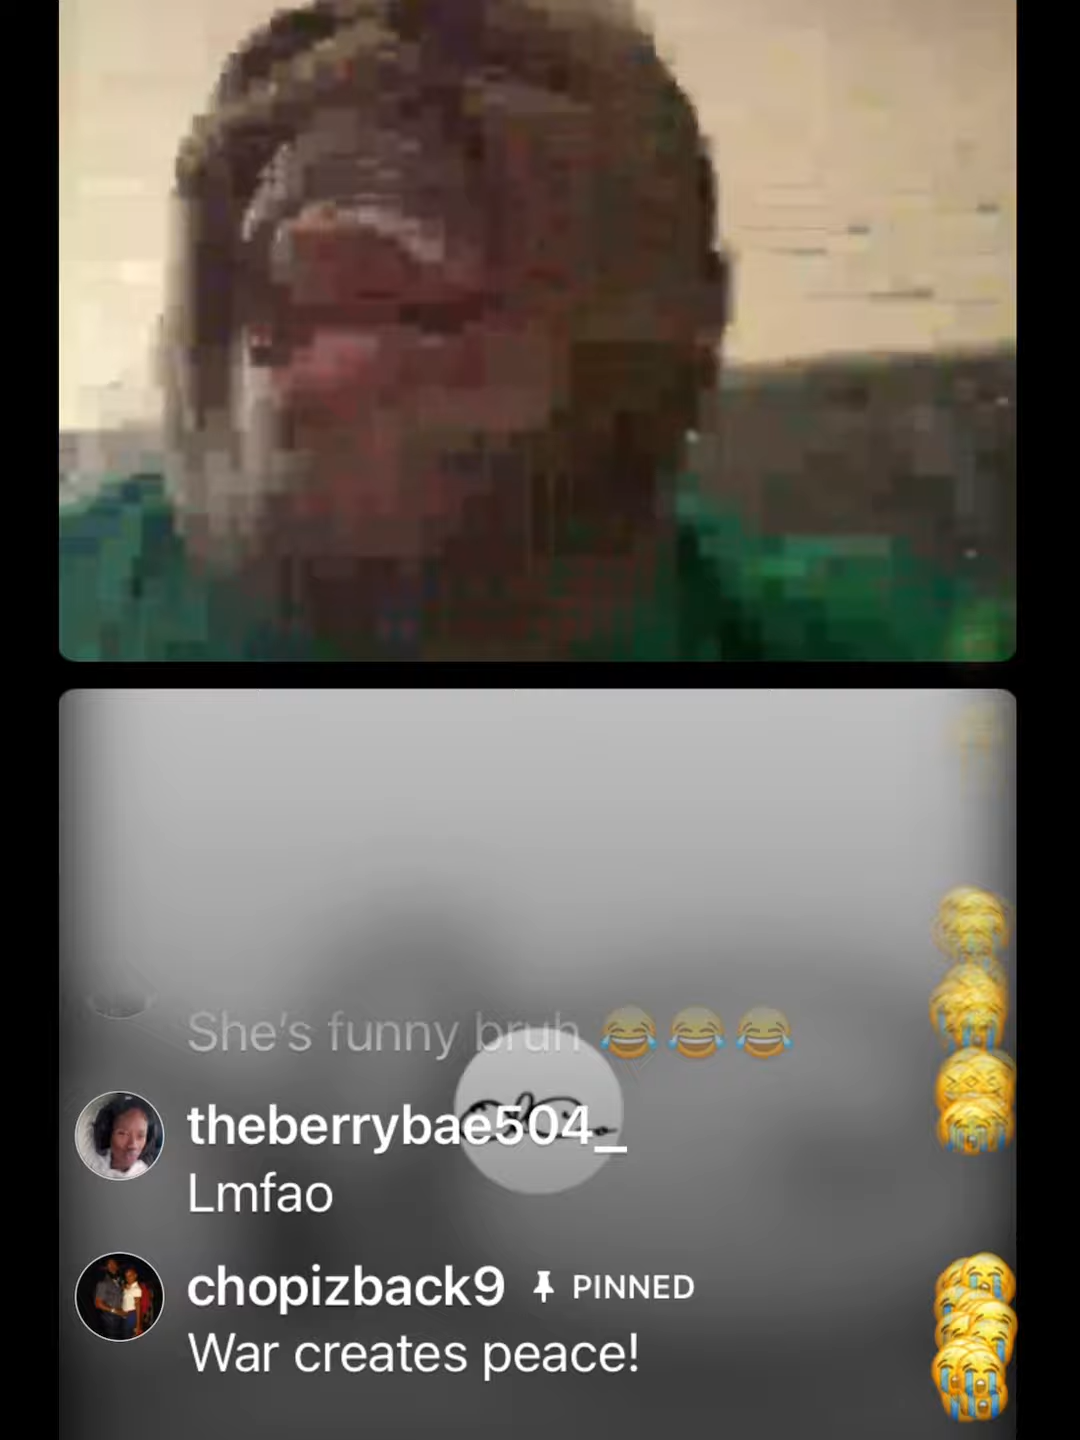 She's funny bruh 😂😂😂
theberrybae504_
Lmfao
chopizback9 PINNED
War creates peace!